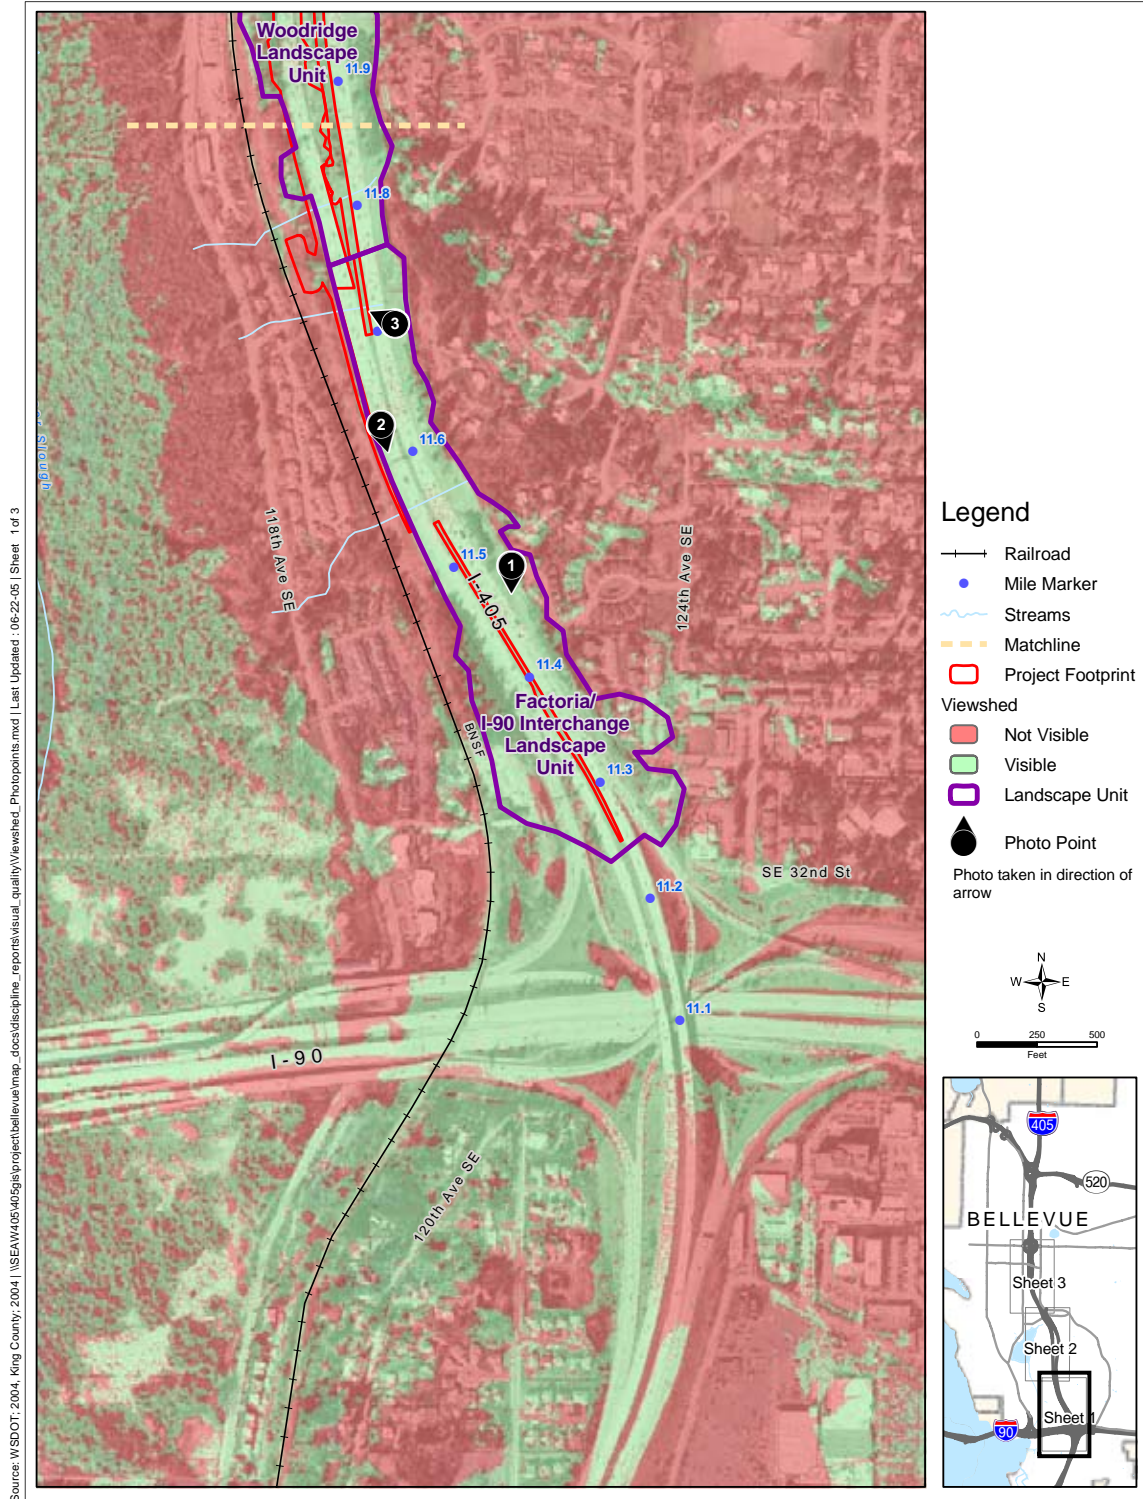 Woodridge
Landscape
Unit
11.9
11.8
3
2
11.6
118th Ave SE
11.5
1
I-405
124th Ave SE
11.4
Factoria/
I-90 Interchange
Landscape
Unit
BNSF
11.3
SE 32nd St
11.2
11.1
I-90
120th Ave SE
Slough
Legend
Railroad
Mile Marker
Streams
Matchline
Project Footprint
Viewshed
Not Visible
Visible
Landscape Unit
Photo Point
Photo taken in direction of
arrow
N
W E
S
0 250 500
Feet
405
520
BELLEVUE
Sheet 3
Sheet 2
Sheet 1
90
Source: WSDOT; 2004, King County; 2004 | \\SEAW405\405gis\project\bellevue\map_docs\discipline_reports\visual_quality\Viewshed_Photopoints.mxd | Last Updated : 06-22-05 | Sheet 1 of 3